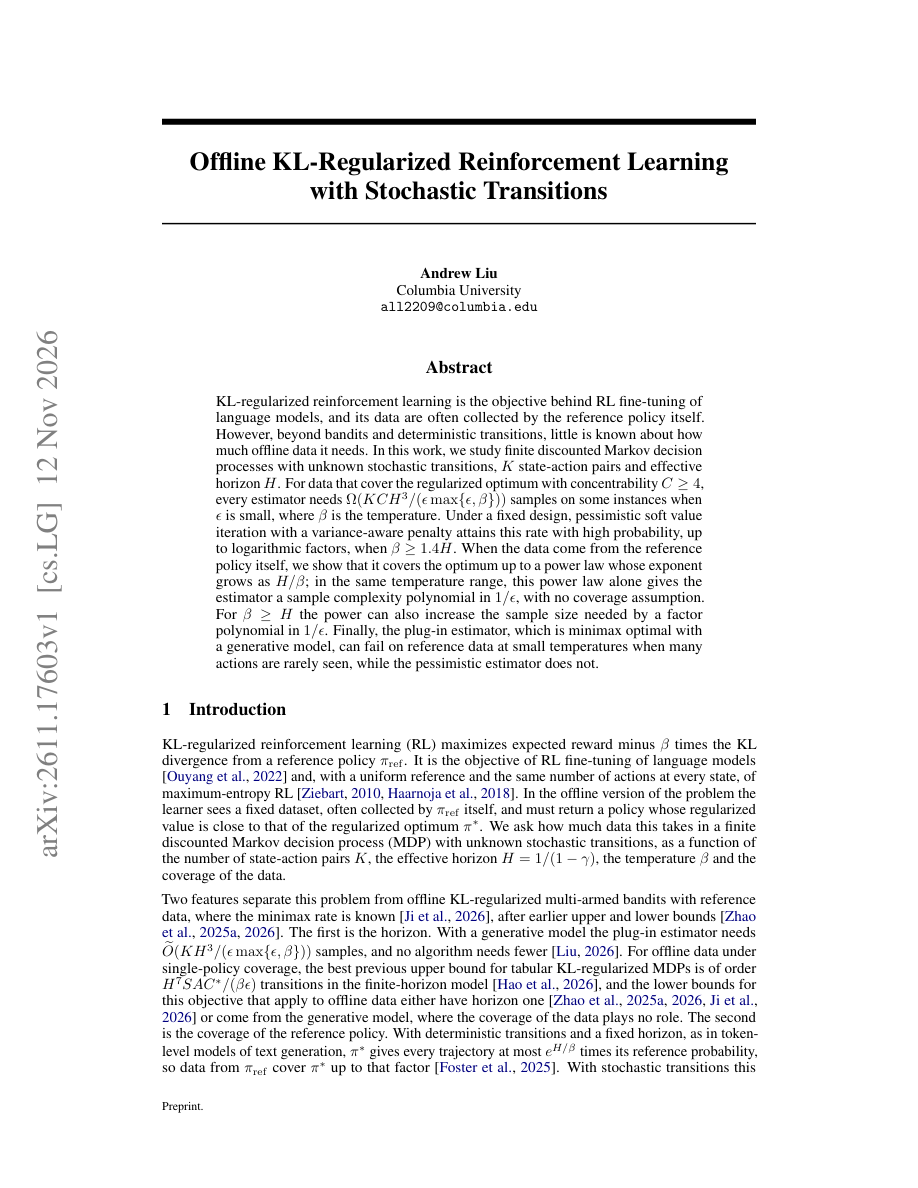 arXiv:2611.17603v1 [cs.LG] 12 Nov 2026
Offline KL-Regularized Reinforcement Learning
with Stochastic Transitions
Andrew Liu
Columbia University
all2209@columbia.edu
Abstract
KL-regularized reinforcement learning is the objective behind RL fine-tuning of
language models, and its data are often collected by the reference policy itself.
However, beyond bandits and deterministic transitions, little is known about how
much offline data it needs. In this work, we study finite discounted Markov decision
processes with unknown stochastic transitions, K state-action pairs and effective
horizon H. For data that cover the regularized optimum with concentrability C ≥ 4,
every estimator needs Ω(KCH³/(ϵ max{ϵ, β})) samples on some instances when
ϵ is small, where β is the temperature. Under a fixed design, pessimistic soft value
iteration with a variance-aware penalty attains this rate with high probability, up
to logarithmic factors, when β ≥ 1.4H. When the data come from the reference
policy itself, we show that it covers the optimum up to a power law whose exponent
grows as H/β; in the same temperature range, this power law alone gives the
estimator a sample complexity polynomial in 1/ϵ, with no coverage assumption.
For β ≥ H the power can also increase the sample size needed by a factor
polynomial in 1/ϵ. Finally, the plug-in estimator, which is minimax optimal with
a generative model, can fail on reference data at small temperatures when many
actions are rarely seen, while the pessimistic estimator does not.
1 Introduction
KL-regularized reinforcement learning (RL) maximizes expected reward minus β times the KL
divergence from a reference policy π_ref. It is the objective of RL fine-tuning of language models
[Ouyang et al., 2022] and, with a uniform reference and the same number of actions at every state, of
maximum-entropy RL [Ziebart, 2010, Haarnoja et al., 2018]. In the offline version of the problem the
learner sees a fixed dataset, often collected by π_ref itself, and must return a policy whose regularized
value is close to that of the regularized optimum π*. We ask how much data this takes in a finite
discounted Markov decision process (MDP) with unknown stochastic transitions, as a function of
the number of state-action pairs K, the effective horizon H = 1/(1 − γ), the temperature β and the
coverage of the data.
Two features separate this problem from offline KL-regularized multi-armed bandits with reference
data, where the minimax rate is known [Ji et al., 2026], after earlier upper and lower bounds [Zhao
et al., 2025a, 2026]. The first is the horizon. With a generative model the plug-in estimator needs
Õ(KH³/(ϵ max{ϵ, β})) samples, and no algorithm needs fewer [Liu, 2026]. For offline data under
single-policy coverage, the best previous upper bound for tabular KL-regularized MDPs is of order
H⁷SAC*/(βϵ) transitions in the finite-horizon model [Hao et al., 2026], and the lower bounds for
this objective that apply to offline data either have horizon one [Zhao et al., 2025a, 2026, Ji et al.,
2026] or come from the generative model, where the coverage of the data plays no role. The second
is the coverage of the reference policy. With deterministic transitions and a fixed horizon, as in token-
level models of text generation, π* gives every trajectory at most e^{H/β} times its reference probability,
so data from π_ref cover π* up to that factor [Foster et al., 2025]. With stochastic transitions this
Preprint.